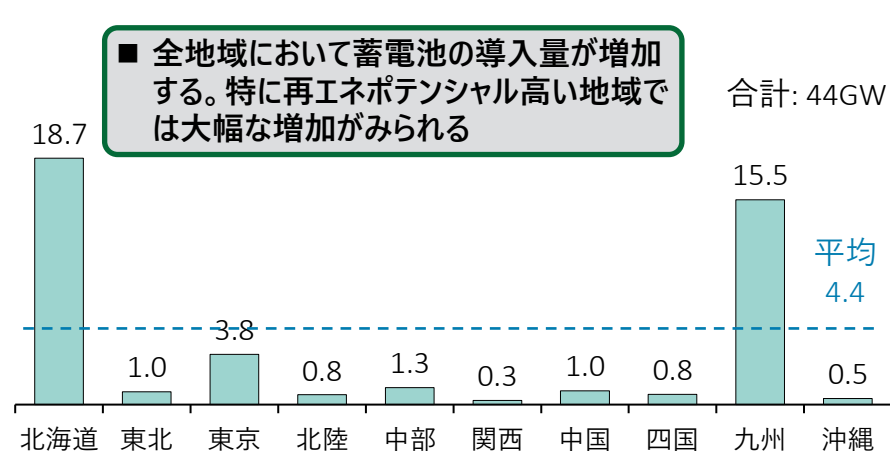 ■ 全地域において蓄電池の導入量が増加
する。特に再エネポテンシャル高い地域で
は大幅な増加がみられる
合計: 44GW
18.7
1.0
3.8
0.8
1.3
0.3
1.0
0.8
15.5
0.5
平均
4.4
北海道 東北 東京 北陸 中部 関西 中国 四国 九州 沖縄